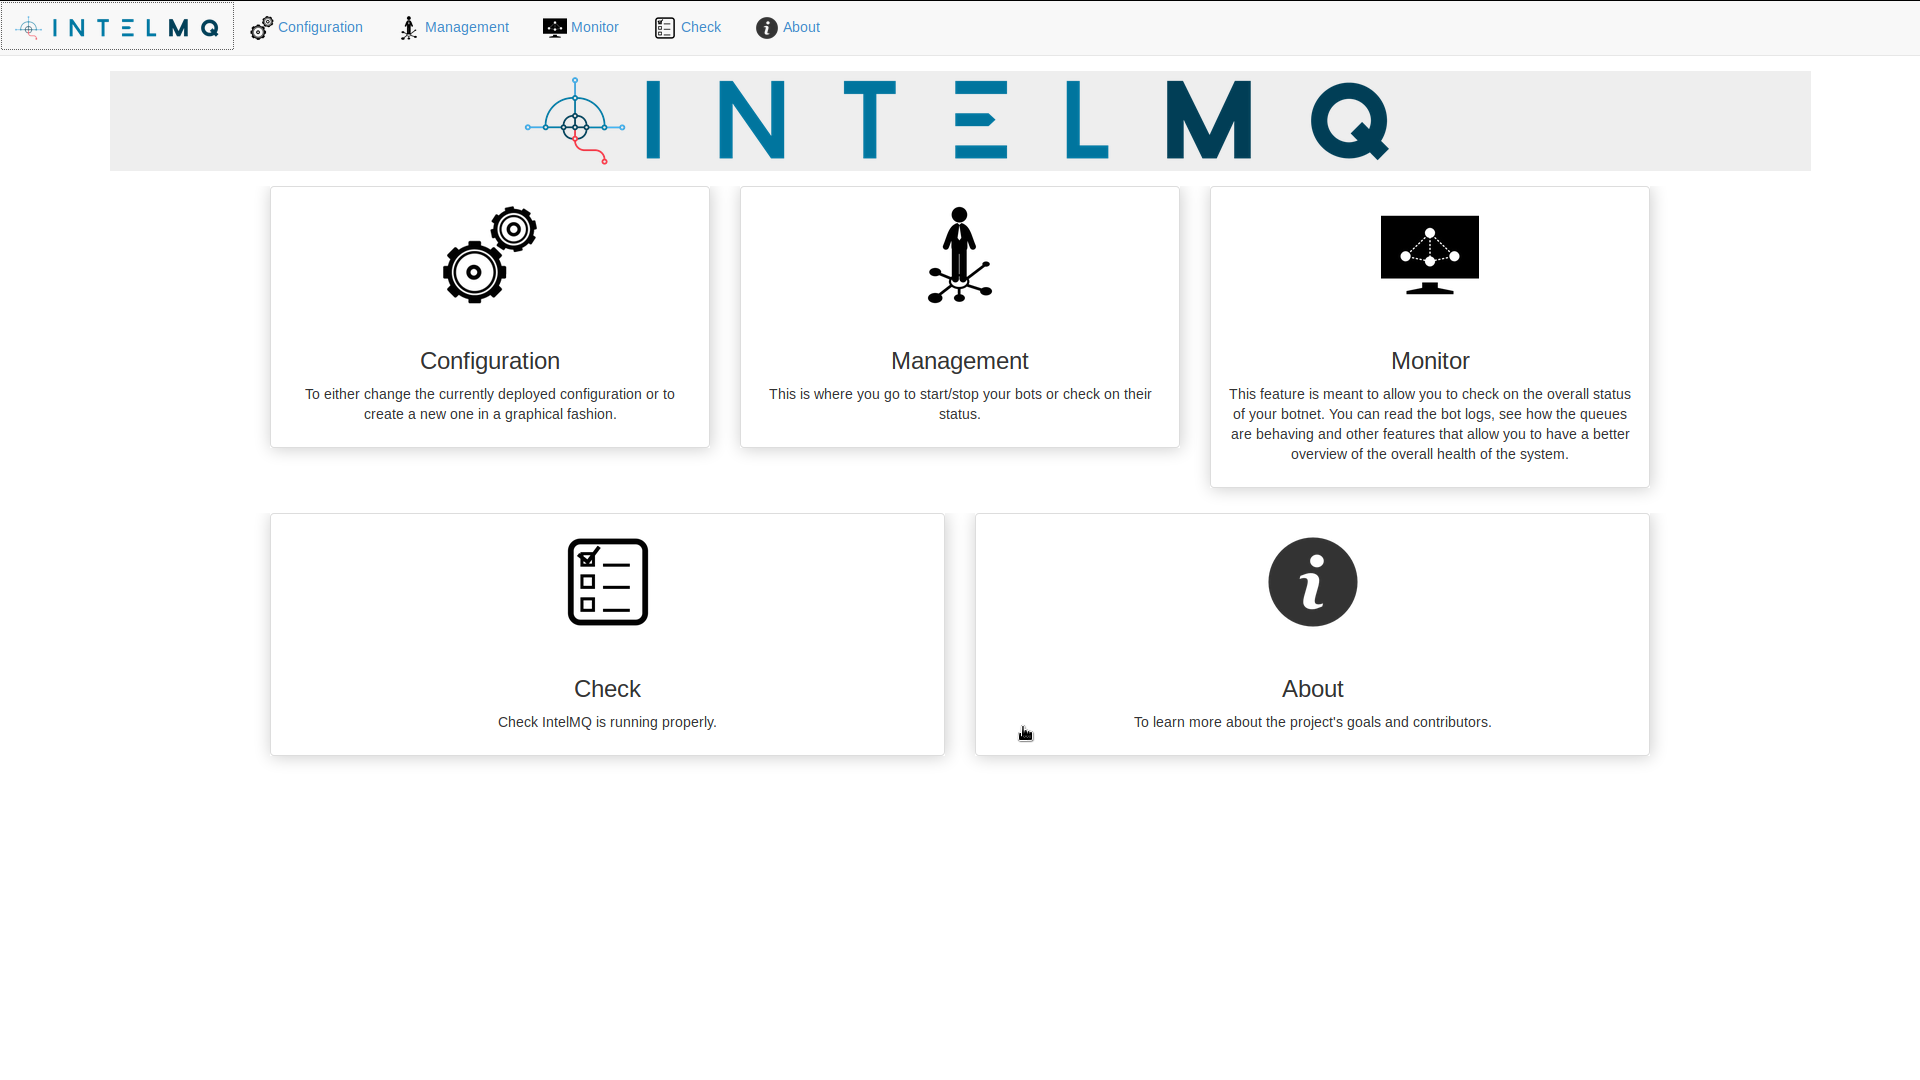 INTELMQ Configuration Management Monitor Check About
INTELMQ
Configuration
To either change the currently deployed configuration or to
create a new one in a graphical fashion.
Management
This is where you go to start/stop your bots or check on their
status.
Monitor
This feature is meant to allow you to check on the overall status
of your botnet. You can read the bot logs, see how the queues
are behaving and other features that allow you to have a better
overview of the overall health of the system.
Check
Check IntelMQ is running properly.
About
To learn more about the project's goals and contributors.